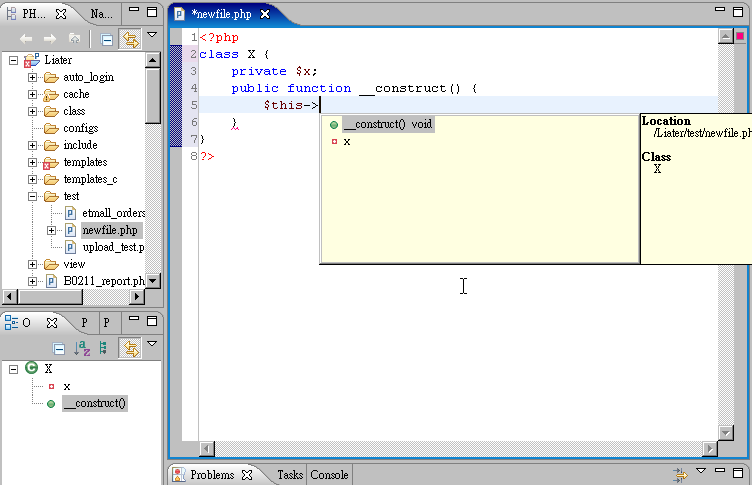 PH...
Na...
Liater
auto_login
cache
class
configs
include
templates
templates_c
test
etmall_orders
newfile.php
upload_test.p
view
B0211_report.ph
O
P
P
X
x
__construct()
*newfile.php
1 <?php
2 class X {
3 private $x;
4 public function __construct() {
5 $this->
6 }
7 }
8 ?>
__construct() void
x
Location
/Liater/test/newfile.ph
Class
X
Problems
Tasks
Console